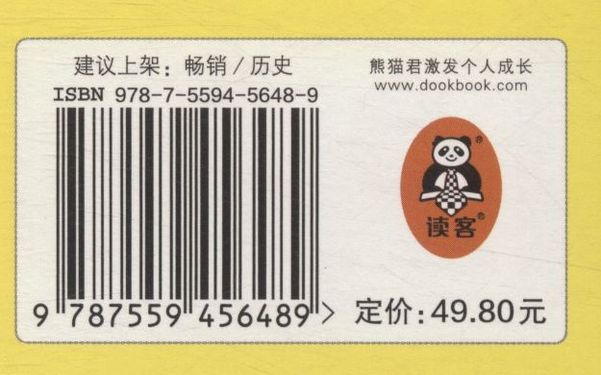 建议上架：畅销/历史
ISBN 978-7-5594-5648-9
9 787559 456489>
熊猫君激发个人成长
www.dookbook.com
读客®
定价：49.80元